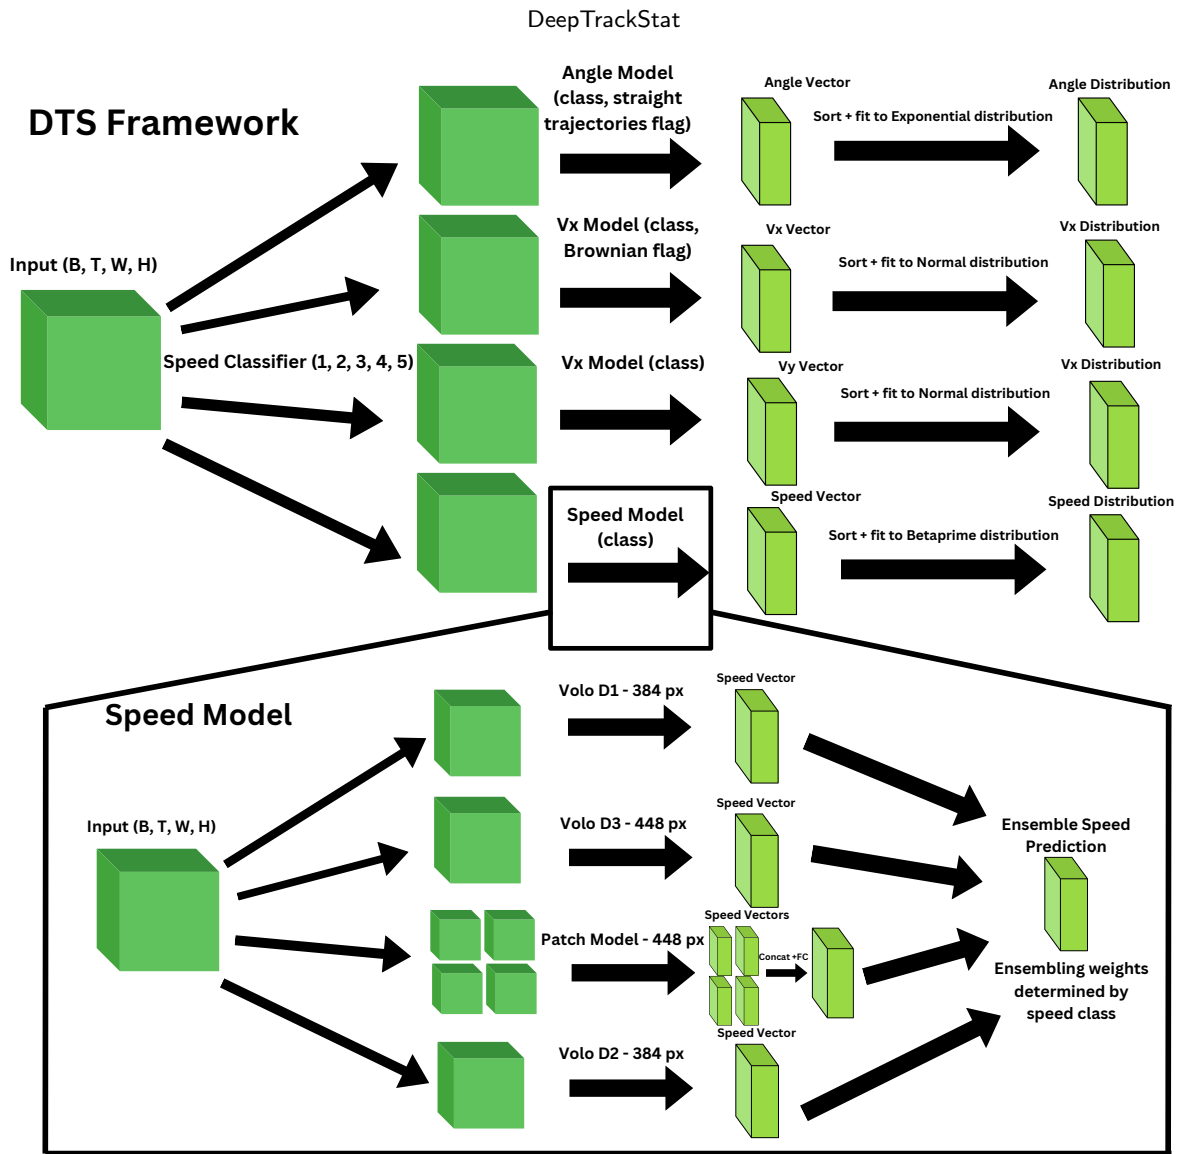 DeepTrackStat
DTS Framework
Angle Model
(class, straight
trajectories flag)
Angle Vector
Sort + fit to Exponential distribution
Angle Distribution
Input (B, T, W, H)
Vx Model (class,
Brownian flag)
Vx Vector
Sort + fit to Normal distribution
Vx Distribution
Speed Classifier (1, 2, 3, 4, 5)
Vx Model (class)
Vy Vector
Sort + fit to Normal distribution
Vx Distribution
Speed Model
(class)
Speed Vector
Sort + fit to Betaprime distribution
Speed Distribution
Speed Model
Input (B, T, W, H)
Volo D1 - 384 px
Speed Vector
Volo D3 - 448 px
Speed Vector
Patch Model - 448 px
Speed Vectors
Concat +FC
Volo D2 - 384 px
Speed Vector
Ensemble Speed
Prediction
Ensembling weights
determined by
speed class